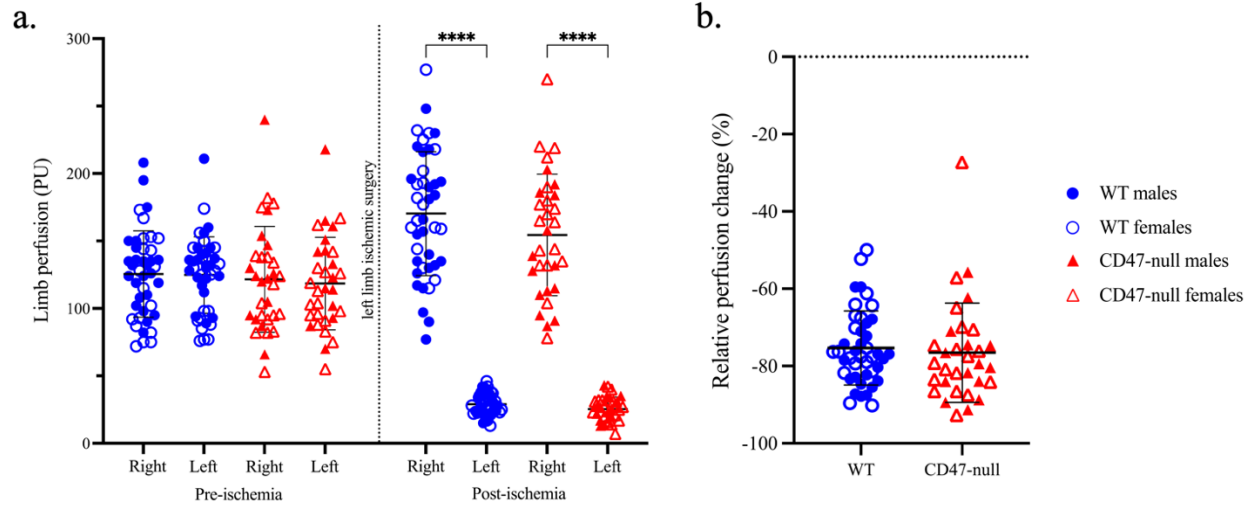 a.
Limb perfusion (PU)
300
200
100
0
left limb ischemic surgery
****
****
Right Left Right Left
Pre-ischemia
Right Left Right Left
Post-ischemia
b.
Relative perfusion change (%)
0
-20
-40
-60
-80
-100
WT CD47-null
WT males
WT females
CD47-null males
CD47-null females